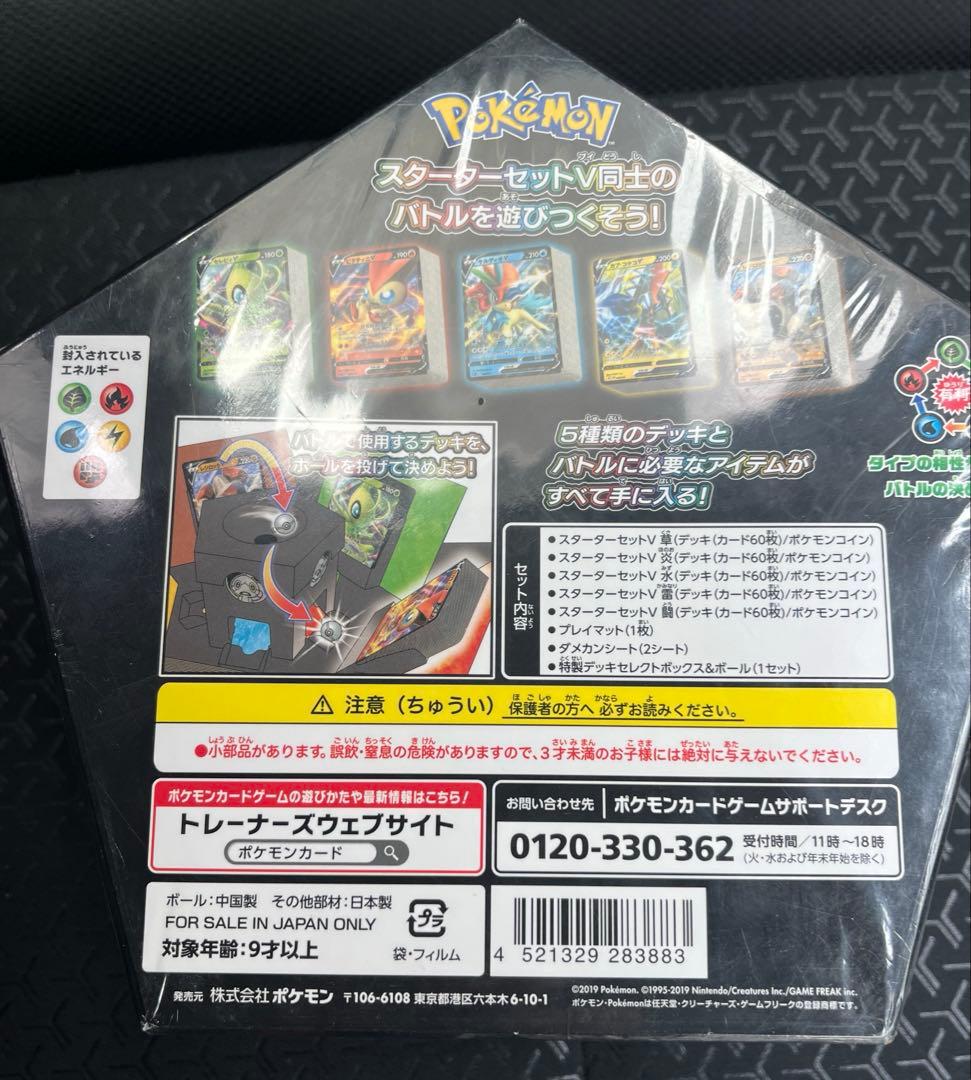 POKéMON
スターターセットV同士の
バトルを遊びつくそう!
180
190
210
200
220
封入されている
エネルギー
有利
タイプの相性
バトルの決
バトルで使用するデッキを、
ボールを投げて決めよう!
5種類のデッキと
バトルに必要なアイテムが
すべて手に入る!
セット内容
●スターターセットV 草(デッキ(カード60枚)/ポケモンコイン)
●スターターセットV 炎(デッキ(カード60枚)/ポケモンコイン)
●スターターセットV 水(デッキ(カード60枚)/ポケモンコイン)
●スターターセットV 雷(デッキ(カード60枚)/ポケモンコイン)
●スターターセットV 闘(デッキ(カード60枚)/ポケモンコイン)
●プレイマット(1枚)
●ダメカンシート(2シート)
●特製デッキセレクトボックス&ボール(1セット)
⚠ 注意(ちゅうい) 保護者の方へ 必ずお読みください。
●小部品があります。誤飲・窒息の危険がありますので、3才未満のお子様には絶対に与えないでください。
ポケモンカードゲームの遊びかたや最新情報はこちら!
トレーナーズウェブサイト
ポケモンカード
お問い合わせ先 ポケモンカードゲームサポートデスク
0120-330-362 受付時間/11時~18時
(火・水および年末年始を除く)
ボール:中国製 その他部材:日本製
FOR SALE IN JAPAN ONLY
対象年齢:9才以上
プラ
袋・フィルム
4 521329 283883
発売元 株式会社ポケモン 〒106-6108 東京都港区六本木6-10-1
©2019 Pokémon. ©1995-2019 Nintendo/Creatures Inc./GAME FREAK inc.
ポケモン・Pokémonは任天堂・クリーチャーズ・ゲームフリークの登録商標です。